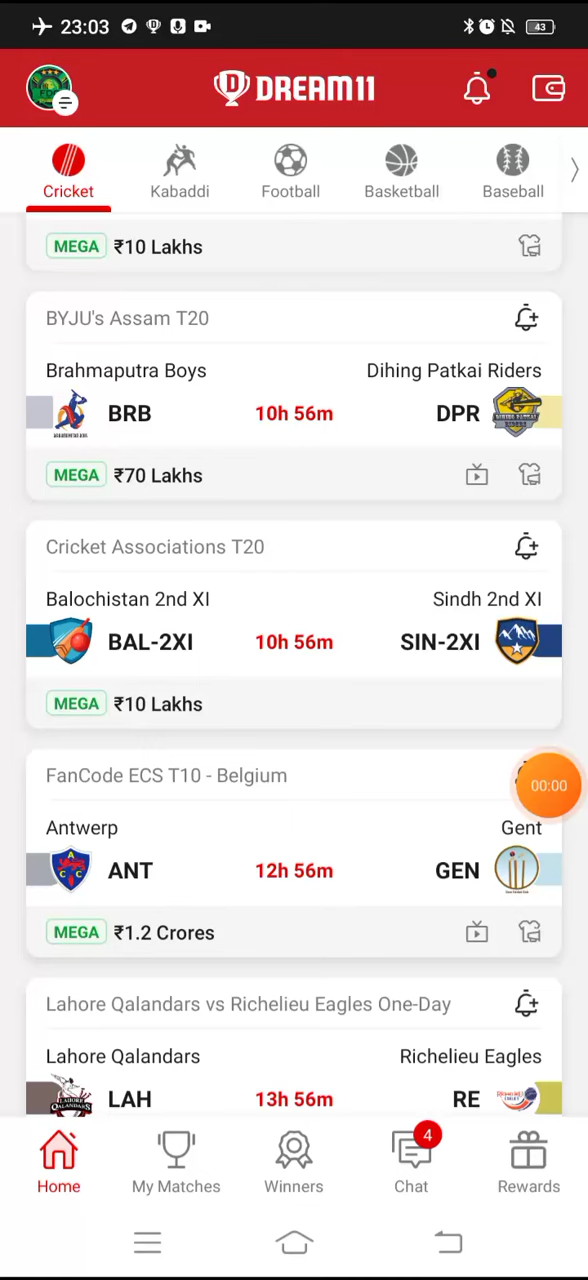 23:03
43
DREAM11
Cricket Kabaddi Football Basketball Baseball
MEGA ₹10 Lakhs
BYJU's Assam T20
Brahmaputra Boys Dihing Patkai Riders
BRB 10h 56m DPR
MEGA ₹70 Lakhs
Cricket Associations T20
Balochistan 2nd XI Sindh 2nd XI
BAL-2XI 10h 56m SIN-2XI
MEGA ₹10 Lakhs
FanCode ECS T10 - Belgium
00:00
Antwerp Gent
ANT 12h 56m GEN
MEGA ₹1.2 Crores
Lahore Qalandars vs Richelieu Eagles One-Day
Lahore Qalandars Richelieu Eagles
LAH 13h 56m RE
4
Home My Matches Winners Chat Rewards